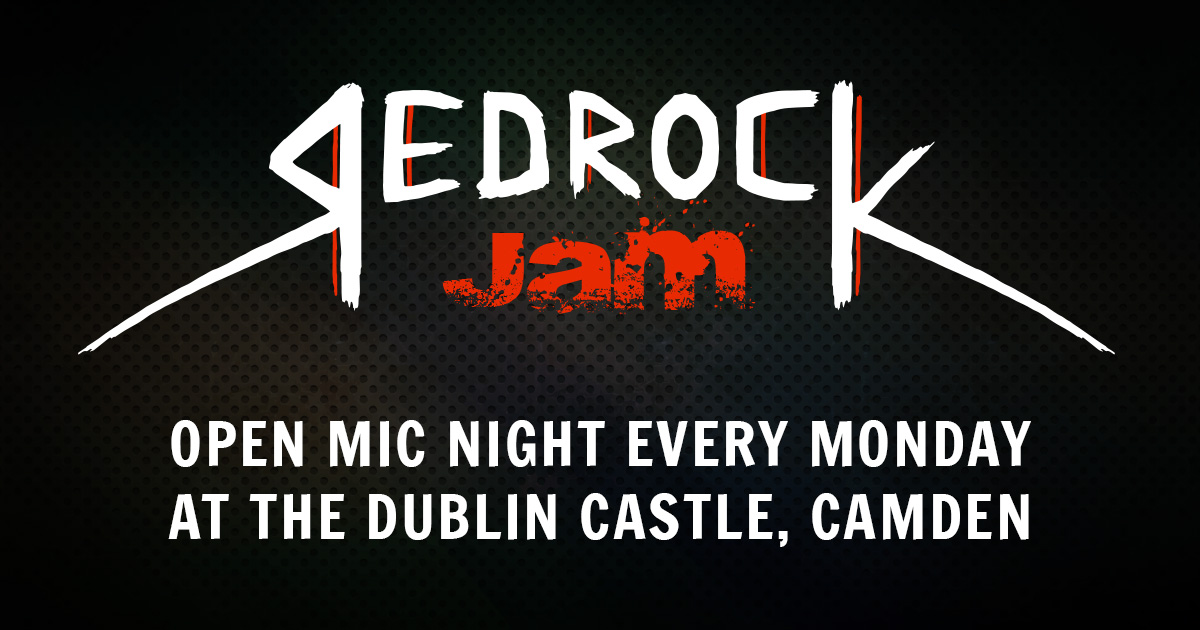 REDROCK
Jam
OPEN MIC NIGHT EVERY MONDAY
AT THE DUBLIN CASTLE, CAMDEN